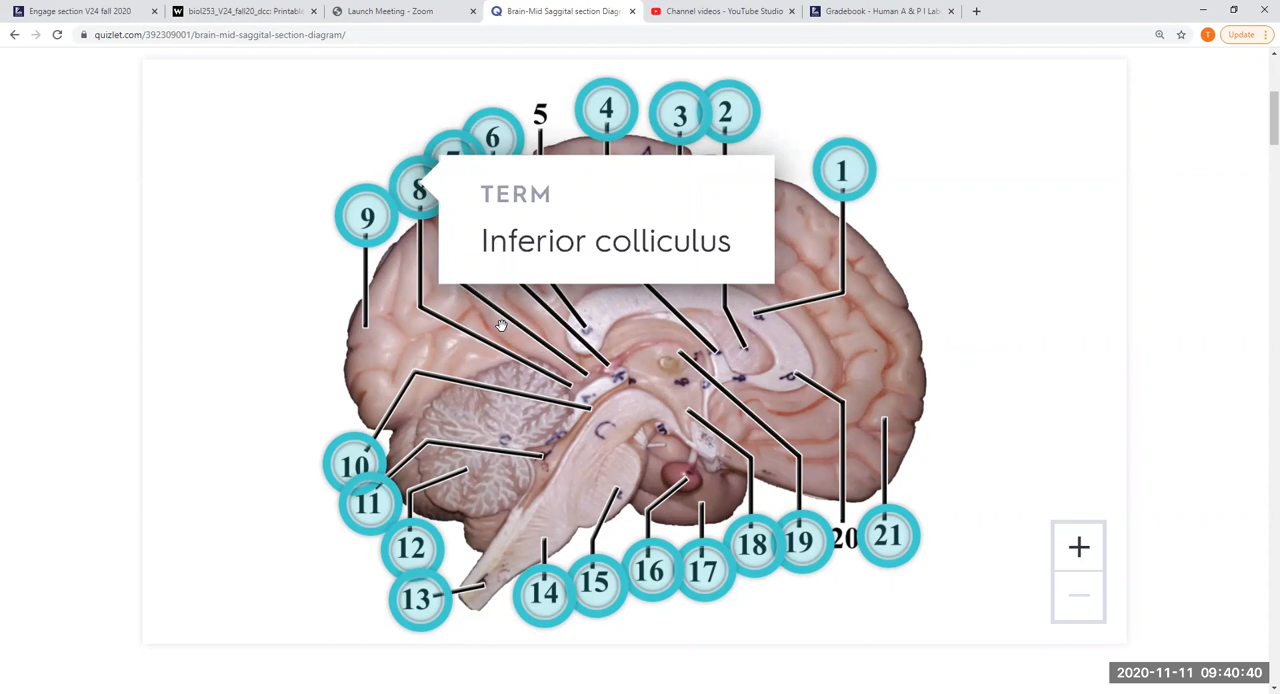 Engage section V24 fall 2020
biol253_V24_fall20_dcc: Printable
Launch Meeting - Zoom
Brain-Mid Saggital section Diagr
Channel videos - YouTube Studio
Gradebook - Human A & P I Lab
quizlet.com/392309001/brain-mid-saggital-section-diagram/
T
Update
4
5
3
2
6
1
8
9
TERM
Inferior colliculus
10
11
12
13
14
15
16
17
18
19
20
21
+
2020-11-11 09:40:40